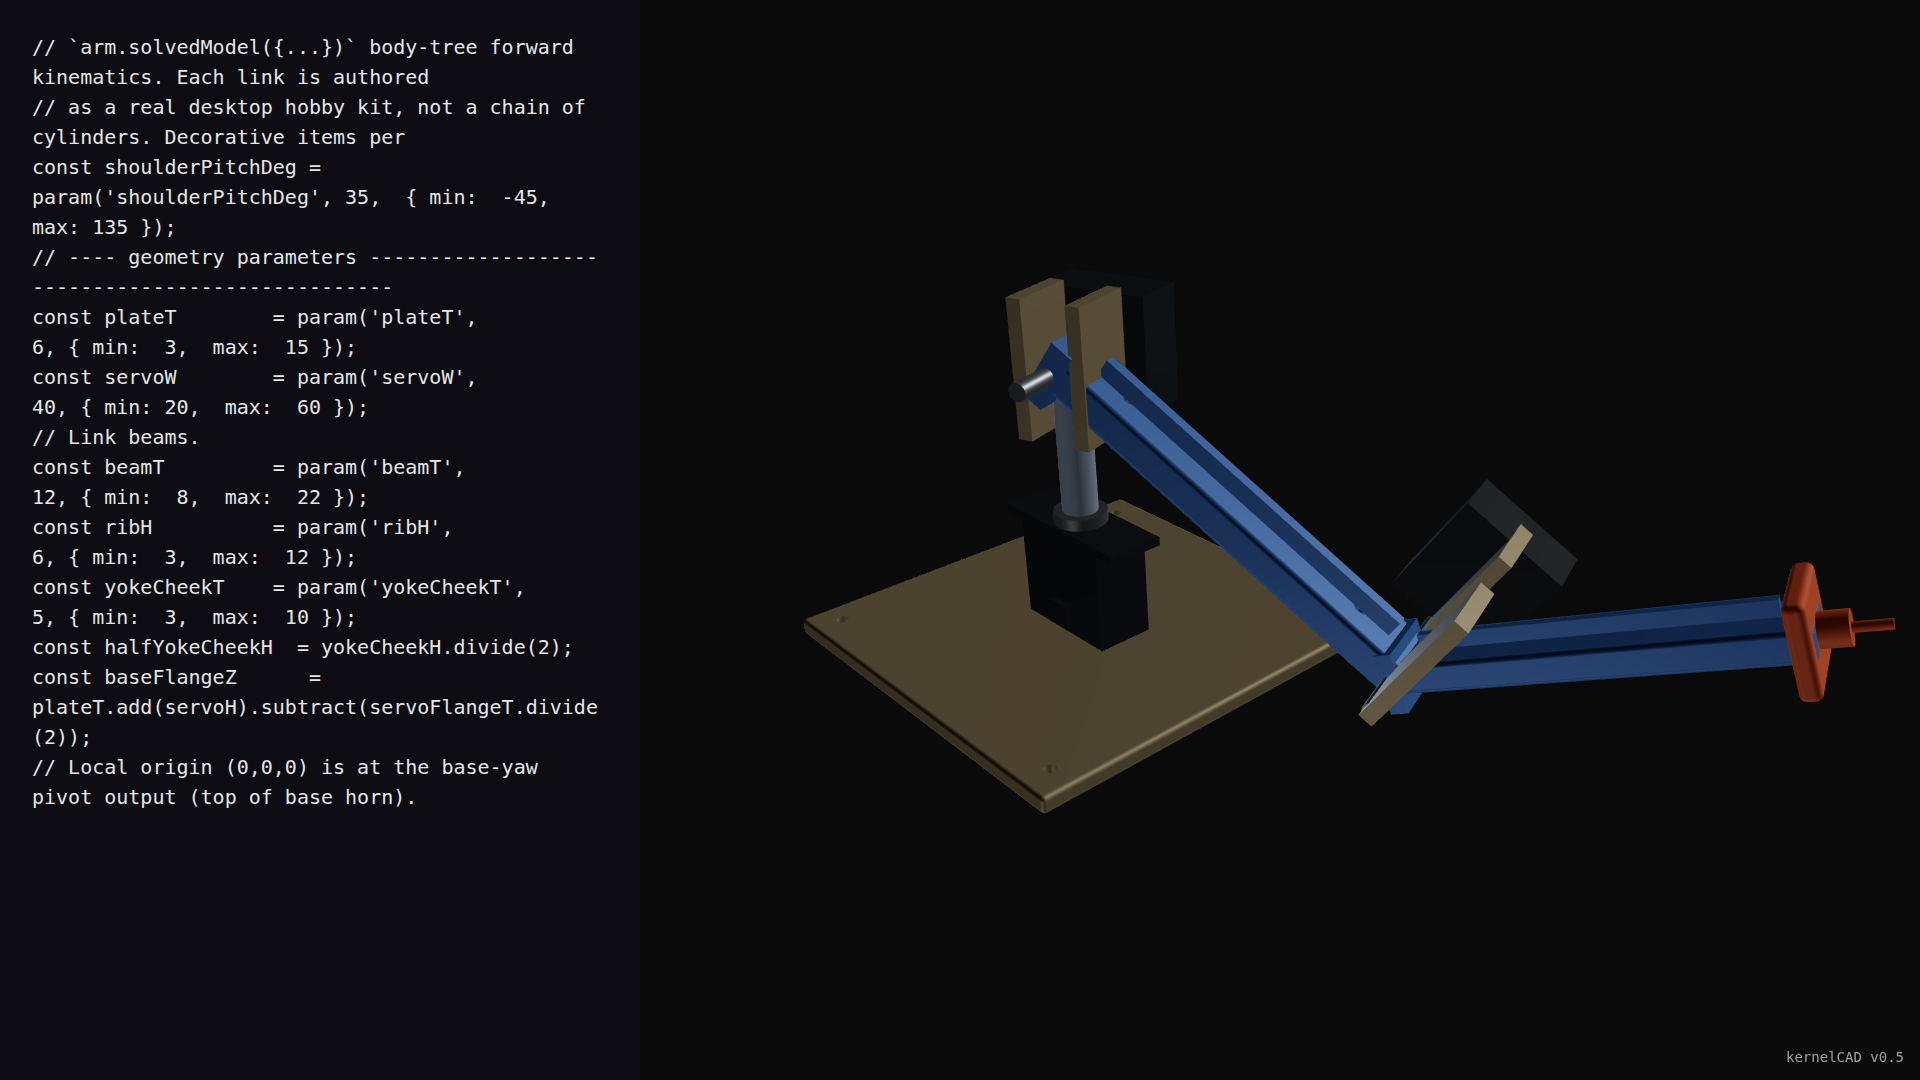 // `arm.solvedModel({...})` body-tree forward
kinematics. Each link is authored
// as a real desktop hobby kit, not a chain of
cylinders. Decorative items per
const shoulderPitchDeg =
param('shoulderPitchDeg', 35,  { min:  -45,
max: 135 });
// ---- geometry parameters -------------------
------------------------------
const plateT        = param('plateT',
6, { min:  3,  max:  15 });
const servoW        = param('servoW',
40, { min: 20,  max:  60 });
// Link beams.
const beamT         = param('beamT',
12, { min:  8,  max:  22 });
const ribH          = param('ribH',
6, { min:  3,  max:  12 });
const yokeCheekT    = param('yokeCheekT',
5, { min:  3,  max:  10 });
const halfYokeCheekH  = yokeCheekH.divide(2);
const baseFlangeZ      =
plateT.add(servoH).subtract(servoFlangeT.divide
(2));
// Local origin (0,0,0) is at the base-yaw
pivot output (top of base horn).
kernelCAD v0.5